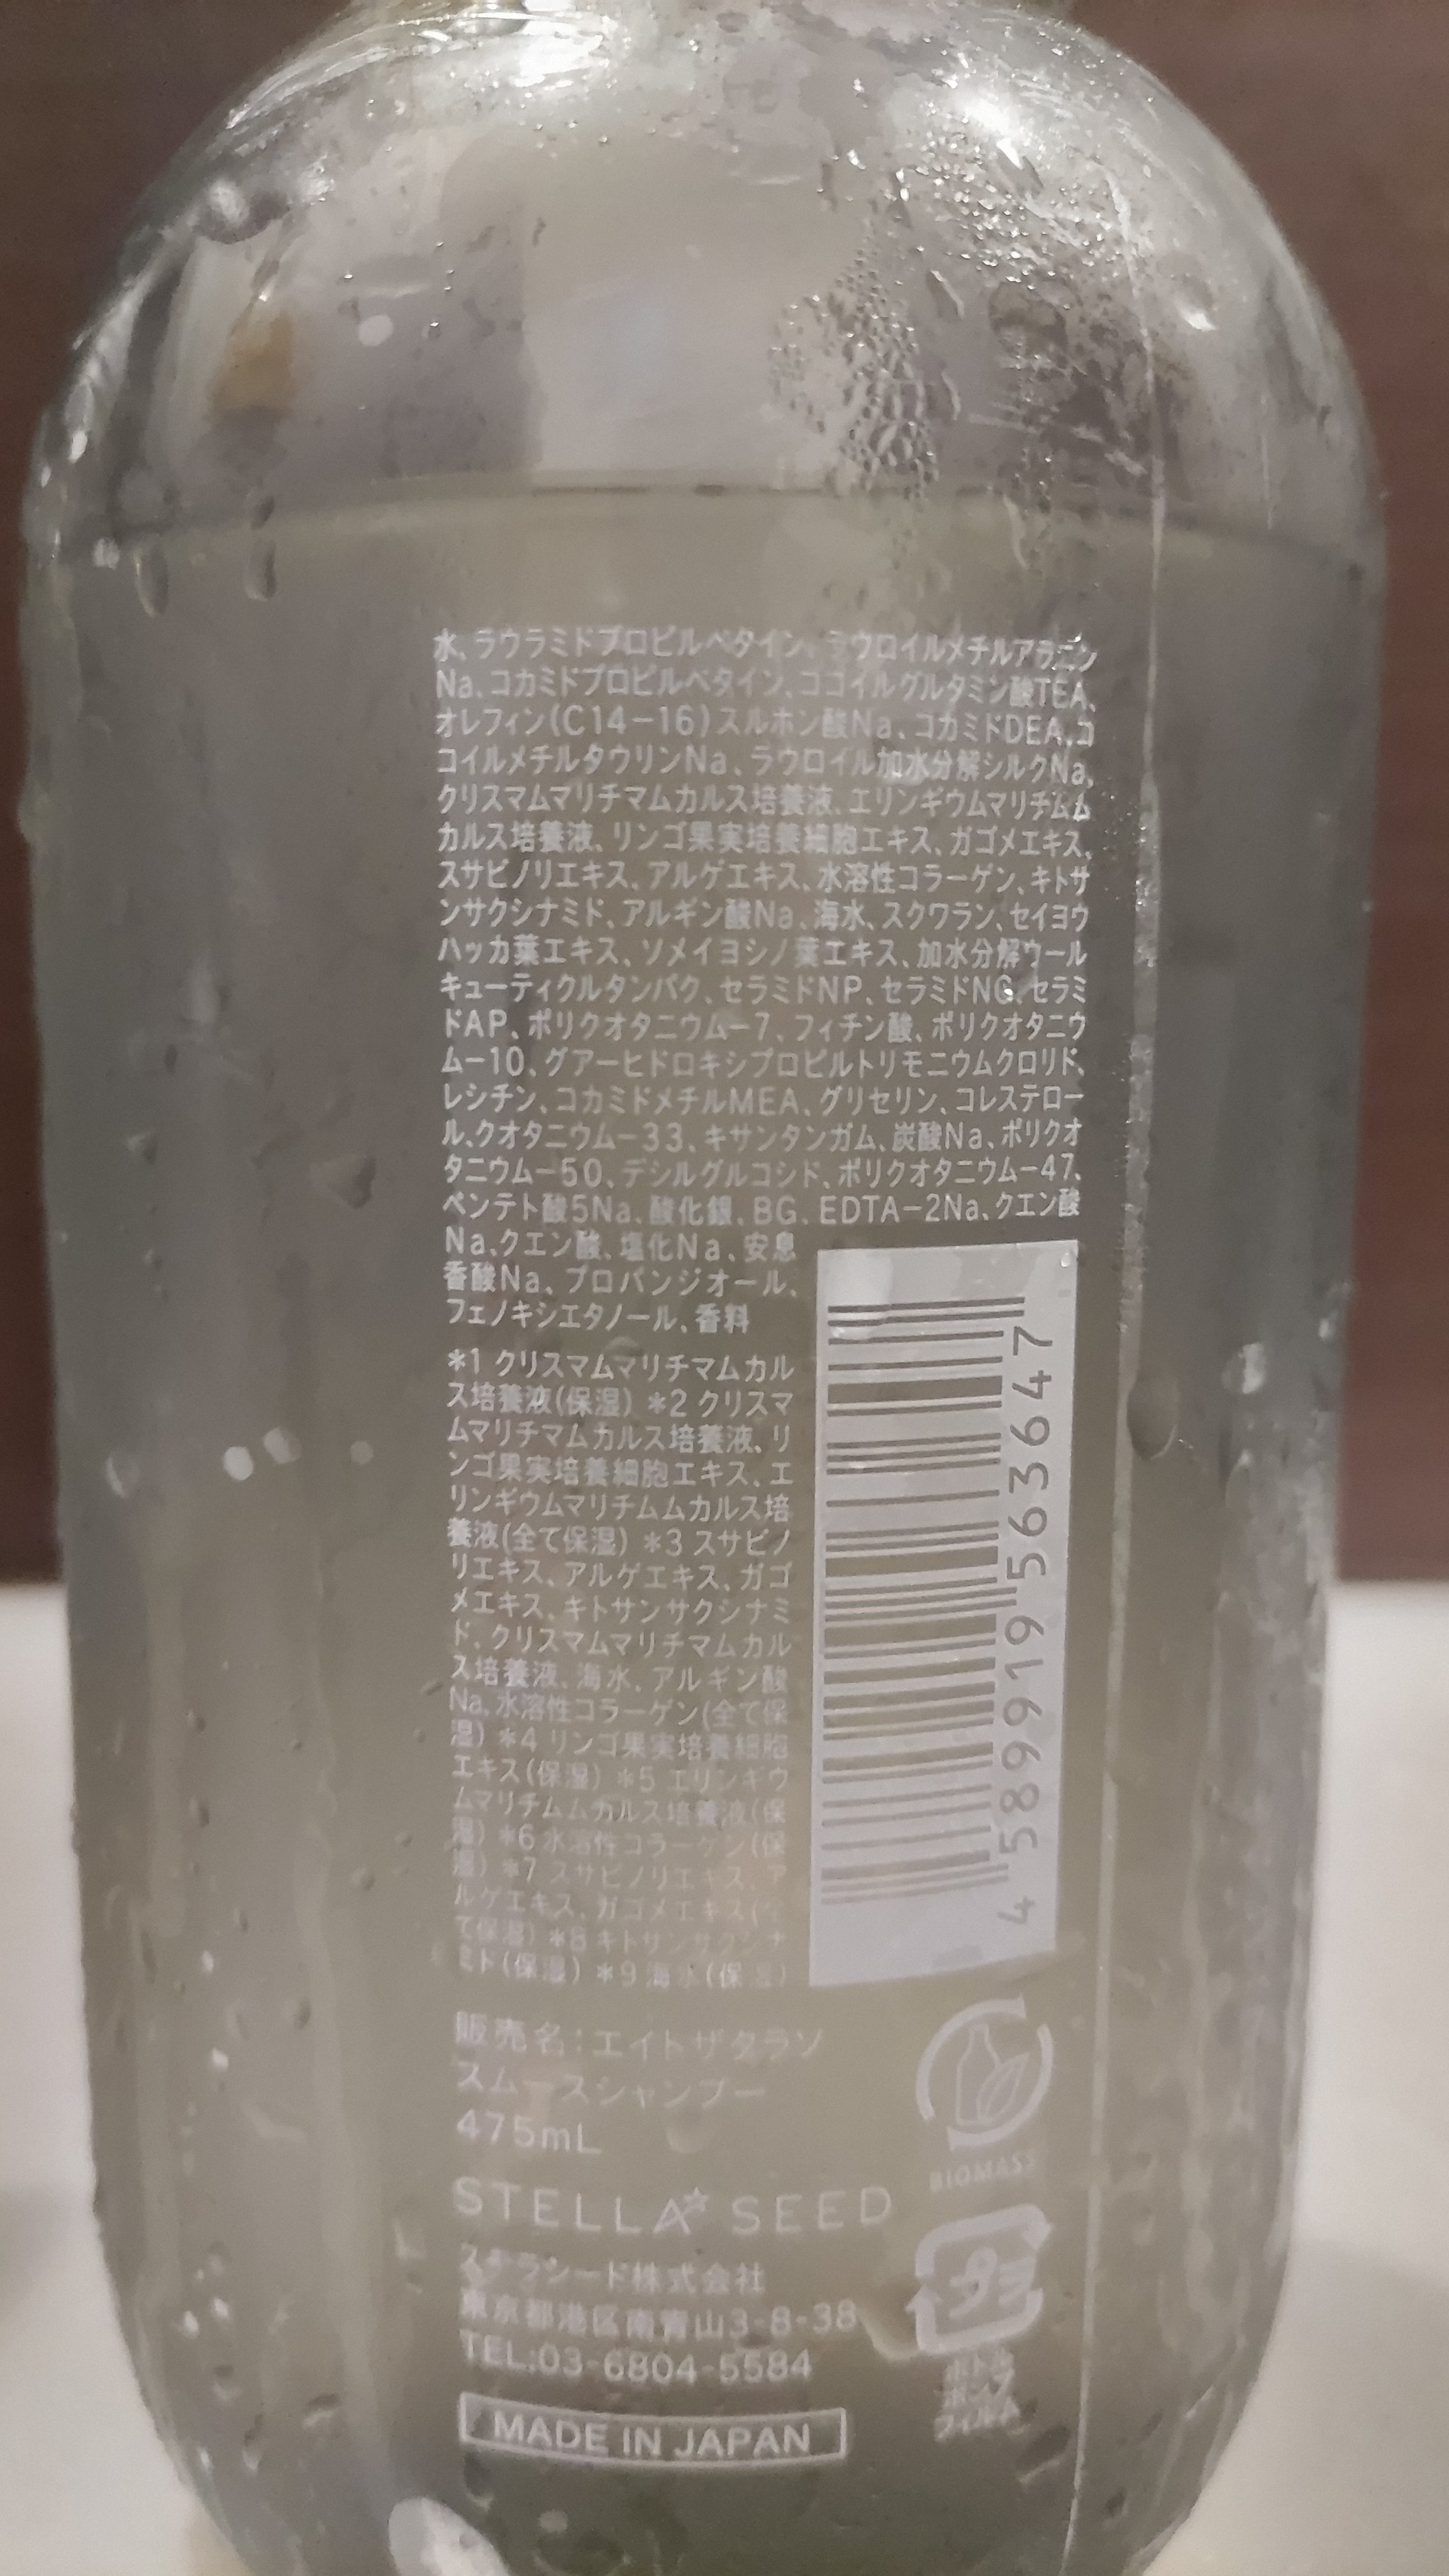 水、ラウラミドプロピルベタイン、ラウロイルメチルアラニン
Na、コカミドプロピルベタイン、ココイルグルタミン酸TEA、
オレフィン(C14-16)スルホン酸Na、コカミドDEA、コ
コイルメチルタウリンNa、ラウロイル加水分解シルクNa、
クリスマムマリチマムカルス培養液、エリンギウムマリチムム
カルス培養液、リンゴ果実培養細胞エキス、ガゴメエキス、
スサビノリエキス、アルゲエキス、水溶性コラーゲン、キトサ
ンサクシナミド、アルギン酸Na、海水、スクワラン、セイヨウ
ハッカ葉エキス、ソメイヨシノ葉エキス、加水分解ウール
キューティクルタンパク、セラミドNP、セラミドNG、セラミ
ドAP、ポリクオタニウム-7、フィチン酸、ポリクオタニウ
ム-10、グアーヒドロキシプロピルトリモニウムクロリド、
レシチン、コカミドメチルMEA、グリセリン、コレステロー
ル、クオタニウム-33、キサンタンガム、炭酸Na、ポリクオ
タニウム-50、デシルグルコシド、ポリクオタニウム-47、
ペンテト酸5Na、酸化銀、BG、EDTA-2Na、クエン酸
Na、クエン酸、塩化Na、安息
香酸Na、プロパンジオール、
フェノキシエタノール、香料
*1 クリスマムマリチマムカル
ス培養液(保湿) *2 クリスマ
ムマリチマムカルス培養液、リ
ンゴ果実培養細胞エキス、エ
リンギウムマリチムムカルス培
養液(全て保湿) *3 スサビノ
リエキス、アルゲエキス、ガゴ
メエキス、キトサンサクシナミ
ド、クリスマムマリチマムカル
ス培養液、海水、アルギン酸
Na、水溶性コラーゲン(全て保
湿) *4 リンゴ果実培養細胞
エキス(保湿) *5 エリンギウ
ムマリチムムカルス培養液(保
湿) *6 水溶性コラーゲン(保
湿) *7 スサビノリエキス、ア
ルゲエキス、ガゴメエキス(全
て保湿) *8 キトサンサクシナ
ミド(保湿) *9 海水(保湿)
4 589919 563647
販売名:エイトザタラソ
スムースシャンプー
475mL
BIOMASS
STELLA SEED
プラ
ステラシード株式会社
東京都港区南青山3-8-38
TEL:03-6804-5584
ボトル
ポンプ
フィルム
MADE IN JAPAN